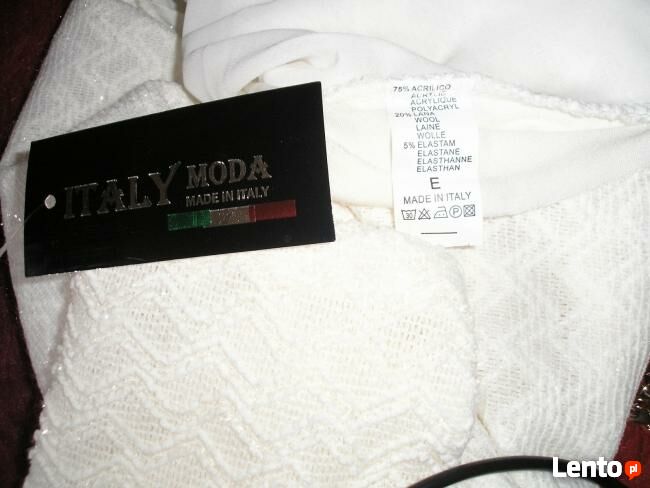 ITALY MODA
MADE IN ITALY
75% ACRILICO
ACRYLIC
ACRYLIQUE
POLYACRYL
20% LANA
WOOL
LAINE
WOLLE
5% ELASTAM
ELASTANE
ELASTHANNE
ELASTHAN
E
MADE IN ITALY
Lento.pl